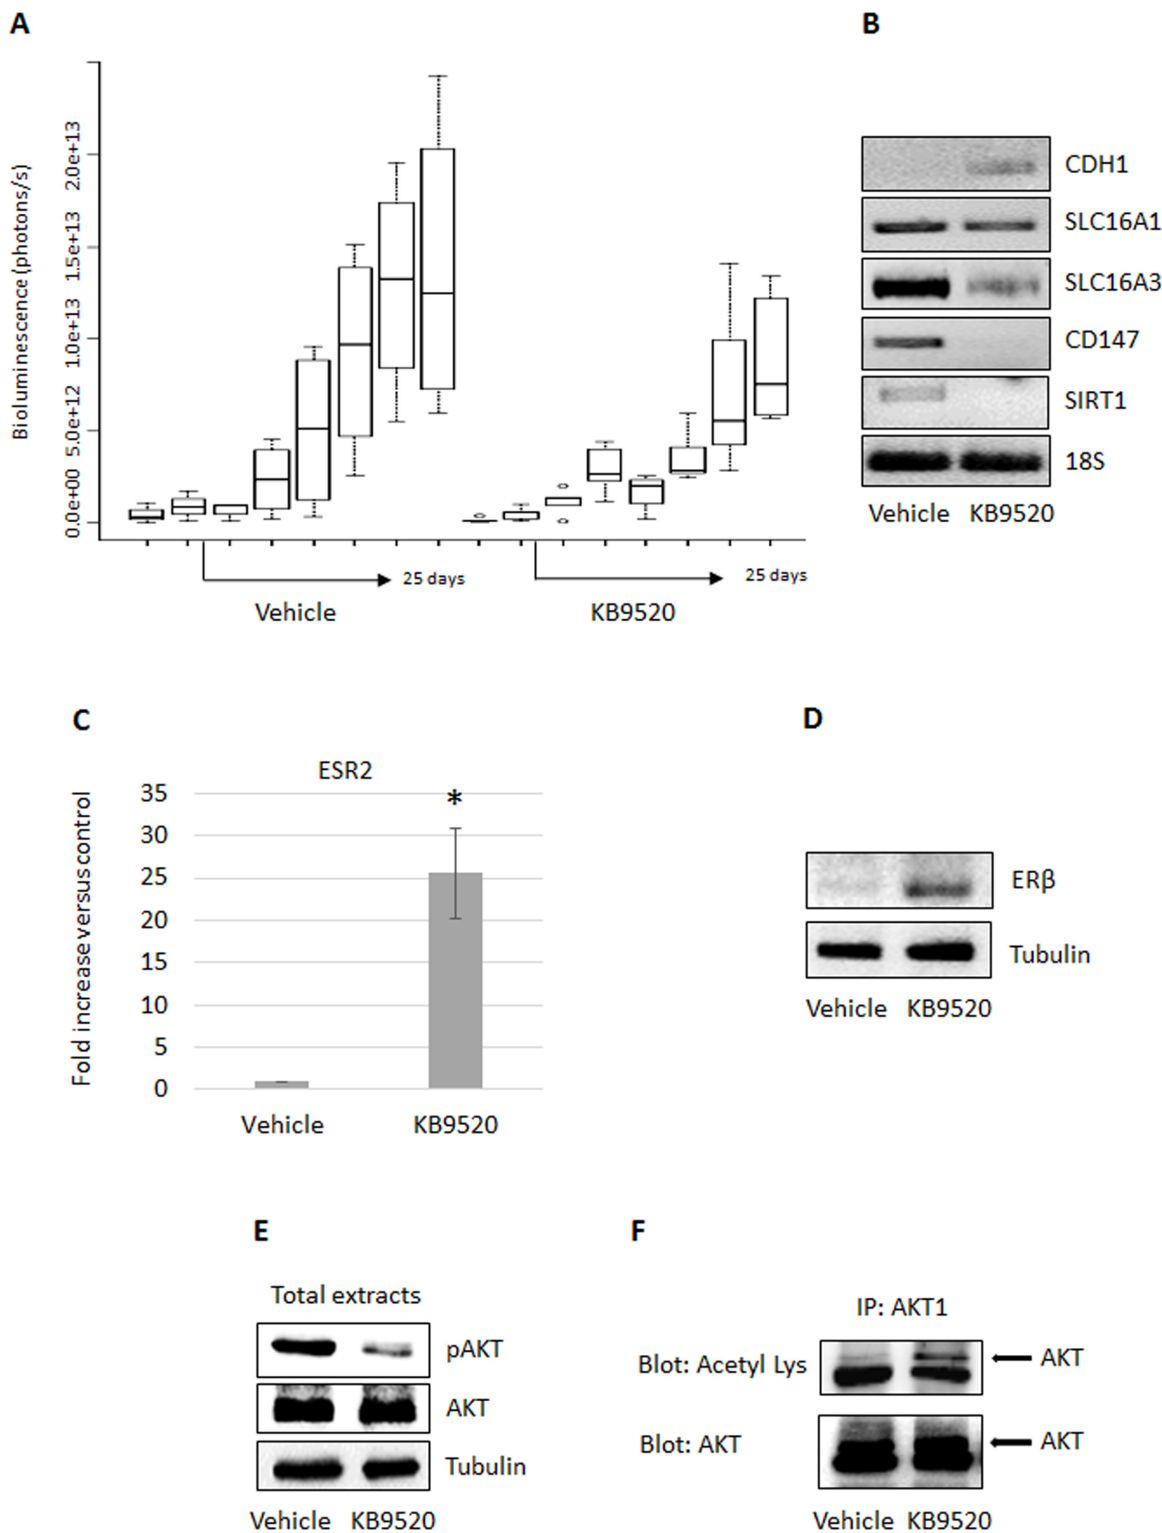 A
B
Bioluminescence (photons/s)
2.0e+13
1.5e+13
1.0e+13
5.0e+12
0.0e+00
25 days
25 days
Vehicle
KB9520
CDH1
SLC16A1
SLC16A3
CD147
SIRT1
18S
Vehicle KB9520
C
D
ESR2
Fold increase versus control
35
30
25
20
15
10
5
0
*
Vehicle
KB9520
ERβ
Tubulin
Vehicle KB9520
E
F
Total extracts
pAKT
AKT
Tubulin
Vehicle KB9520
IP: AKT1
Blot: Acetyl Lys
AKT
Blot: AKT
AKT
Vehicle KB9520